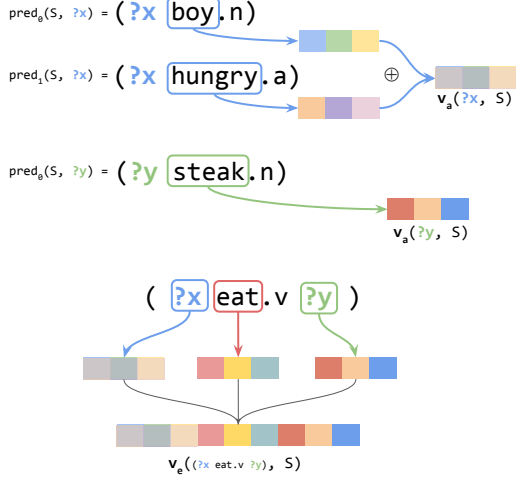 pred₀(S, ?x) = (?x boy.n)
pred₁(S, ?x) = (?x hungry.a)
⊕
vₐ(?x, S)
pred₀(S, ?y) = (?y steak.n)
vₐ(?y, S)
( ?x eat.v ?y )
vₑ((?x eat.v ?y), S)